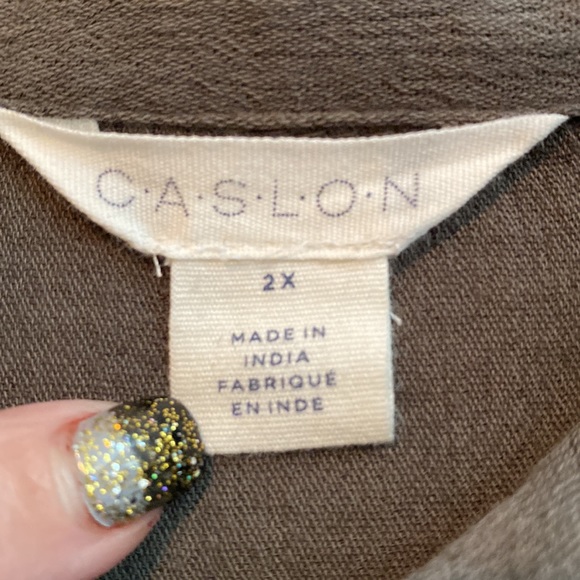 C·A·S·L·O·N
2X
MADE IN
INDIA
FABRIQUÉ
EN INDE